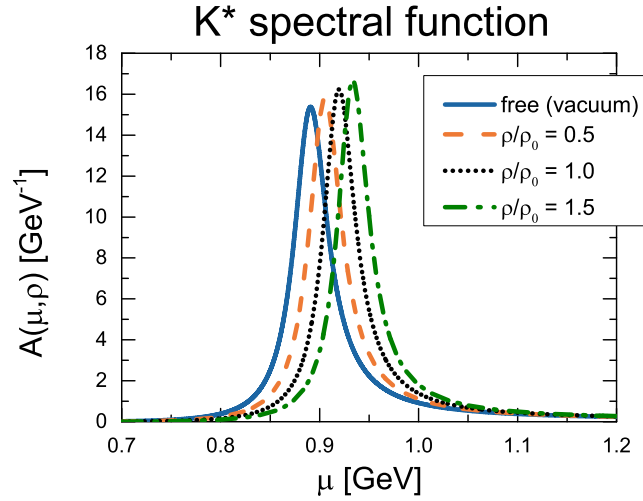 K* spectral function
A(μ,ρ) [GeV⁻¹]
18
16
14
12
10
8
6
4
2
0
free (vacuum)
ρ/ρ₀ = 0.5
ρ/ρ₀ = 1.0
ρ/ρ₀ = 1.5
0.7 0.8 0.9 1.0 1.1 1.2
μ [GeV]